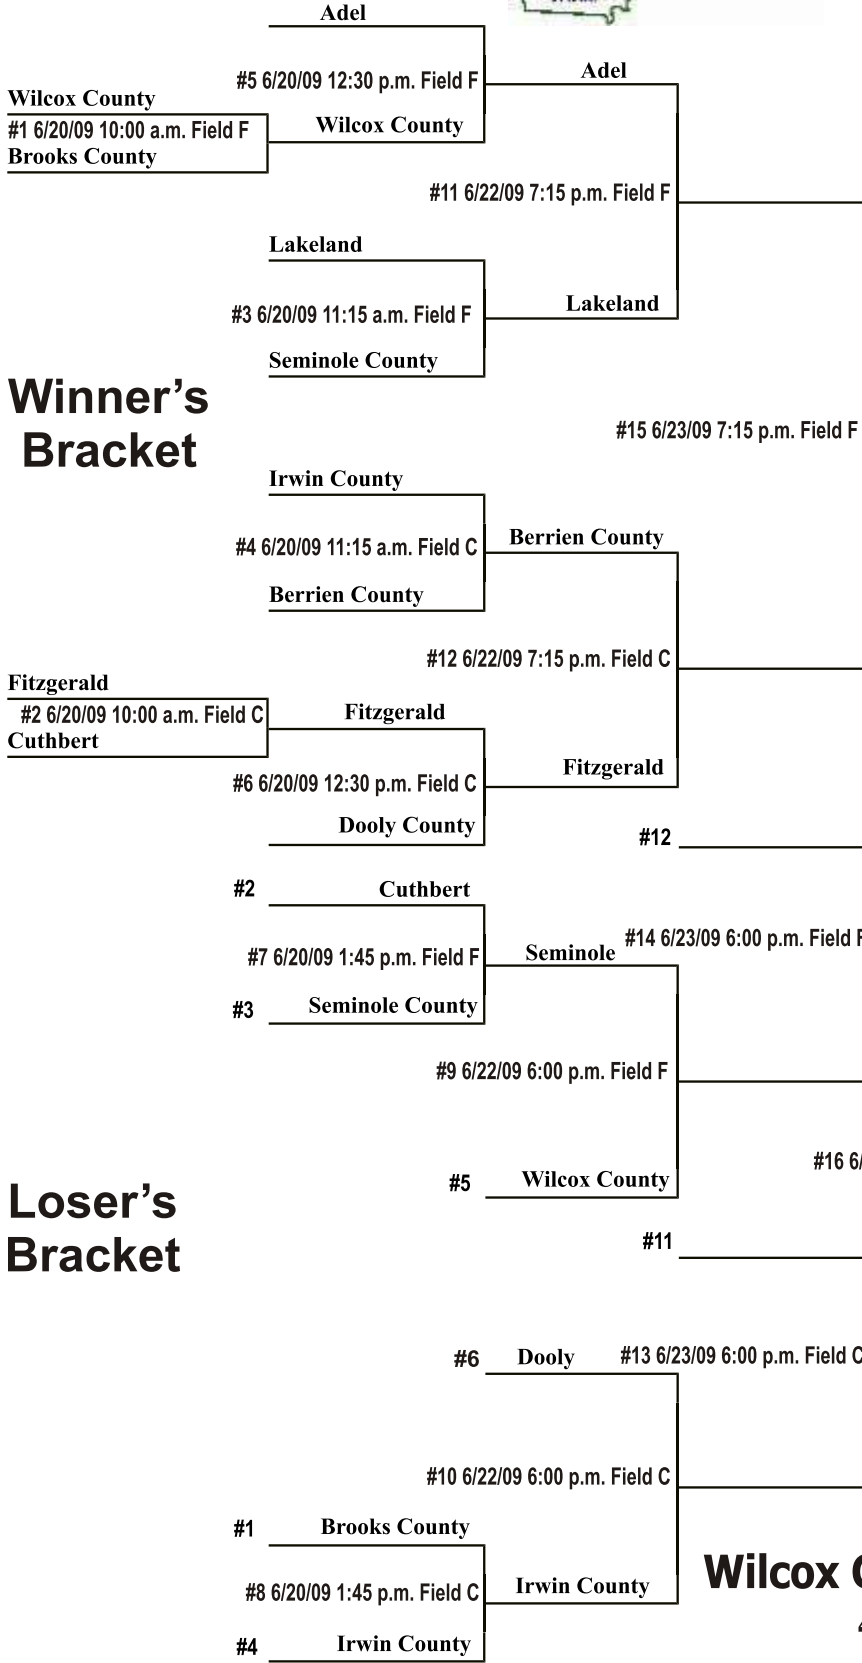 Adel
#5 6/20/09 12:30 p.m. Field F
Adel
Wilcox County
#1 6/20/09 10:00 a.m. Field F
Wilcox County
Brooks County
#11 6/22/09 7:15 p.m. Field F
Lakeland
#3 6/20/09 11:15 a.m. Field F
Lakeland
Seminole County
Winner’s
Bracket
#15 6/23/09 7:15 p.m. Field F
Irwin County
#4 6/20/09 11:15 a.m. Field C
Berrien County
Berrien County
#12 6/22/09 7:15 p.m. Field C
Fitzgerald
#2 6/20/09 10:00 a.m. Field C
Fitzgerald
Cuthbert
#6 6/20/09 12:30 p.m. Field C
Fitzgerald
Dooly County
#12
#2 Cuthbert
#7 6/20/09 1:45 p.m. Field F
Seminole
#14 6/23/09 6:00 p.m. Field F
#3 Seminole County
#9 6/22/09 6:00 p.m. Field F
#16 6/
#5 Wilcox County
Loser’s
Bracket
#11
#6 Dooly
#13 6/23/09 6:00 p.m. Field C
#10 6/22/09 6:00 p.m. Field C
#1 Brooks County
#8 6/20/09 1:45 p.m. Field C
Irwin County
Wilcox
#4 Irwin County